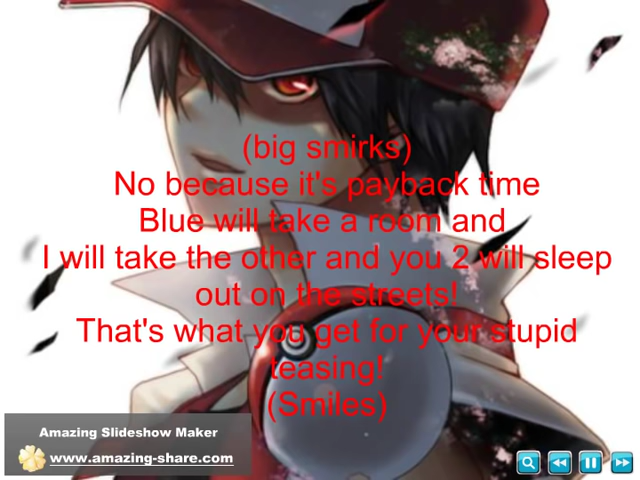 (big smirks)
No because it's payback time
Blue will take a room and
I will take the other and you 2 will sleep
out on the streets!
That's what you get for your stupid
teasing!
(Smiles)
Amazing Slideshow Maker
www.amazing-share.com